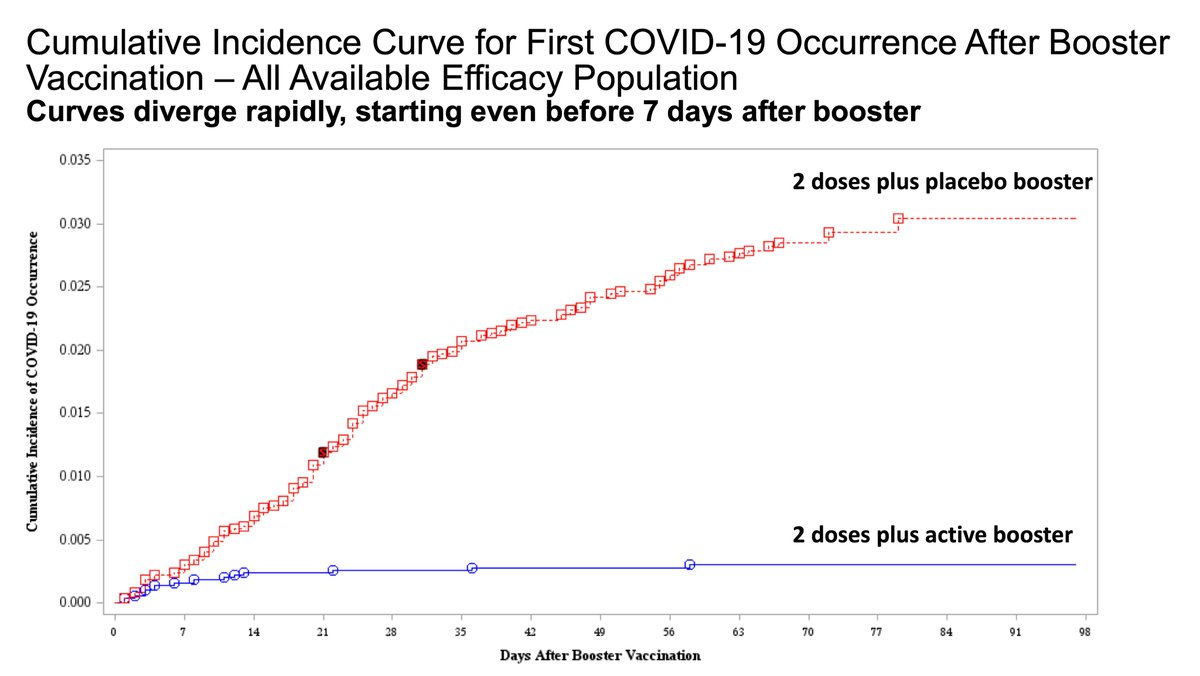 Cumulative Incidence Curve for First COVID-19 Occurrence After Booster
Vaccination – All Available Efficacy Population
Curves diverge rapidly, starting even before 7 days after booster
2 doses plus placebo booster
2 doses plus active booster
Cumulative Incidence of COVID-19 Occurrence
0.035
0.030
0.025
0.020
0.015
0.010
0.005
0.000
0 7 14 21 28 35 42 49 56 63 70 77 84 91 98
Days After Booster Vaccination